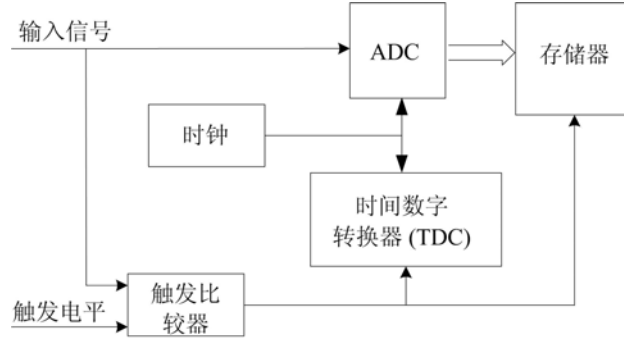 输入信号
ADC
存储器
时钟
时间数字
转换器 (TDC)
触发电平
触发比
较器